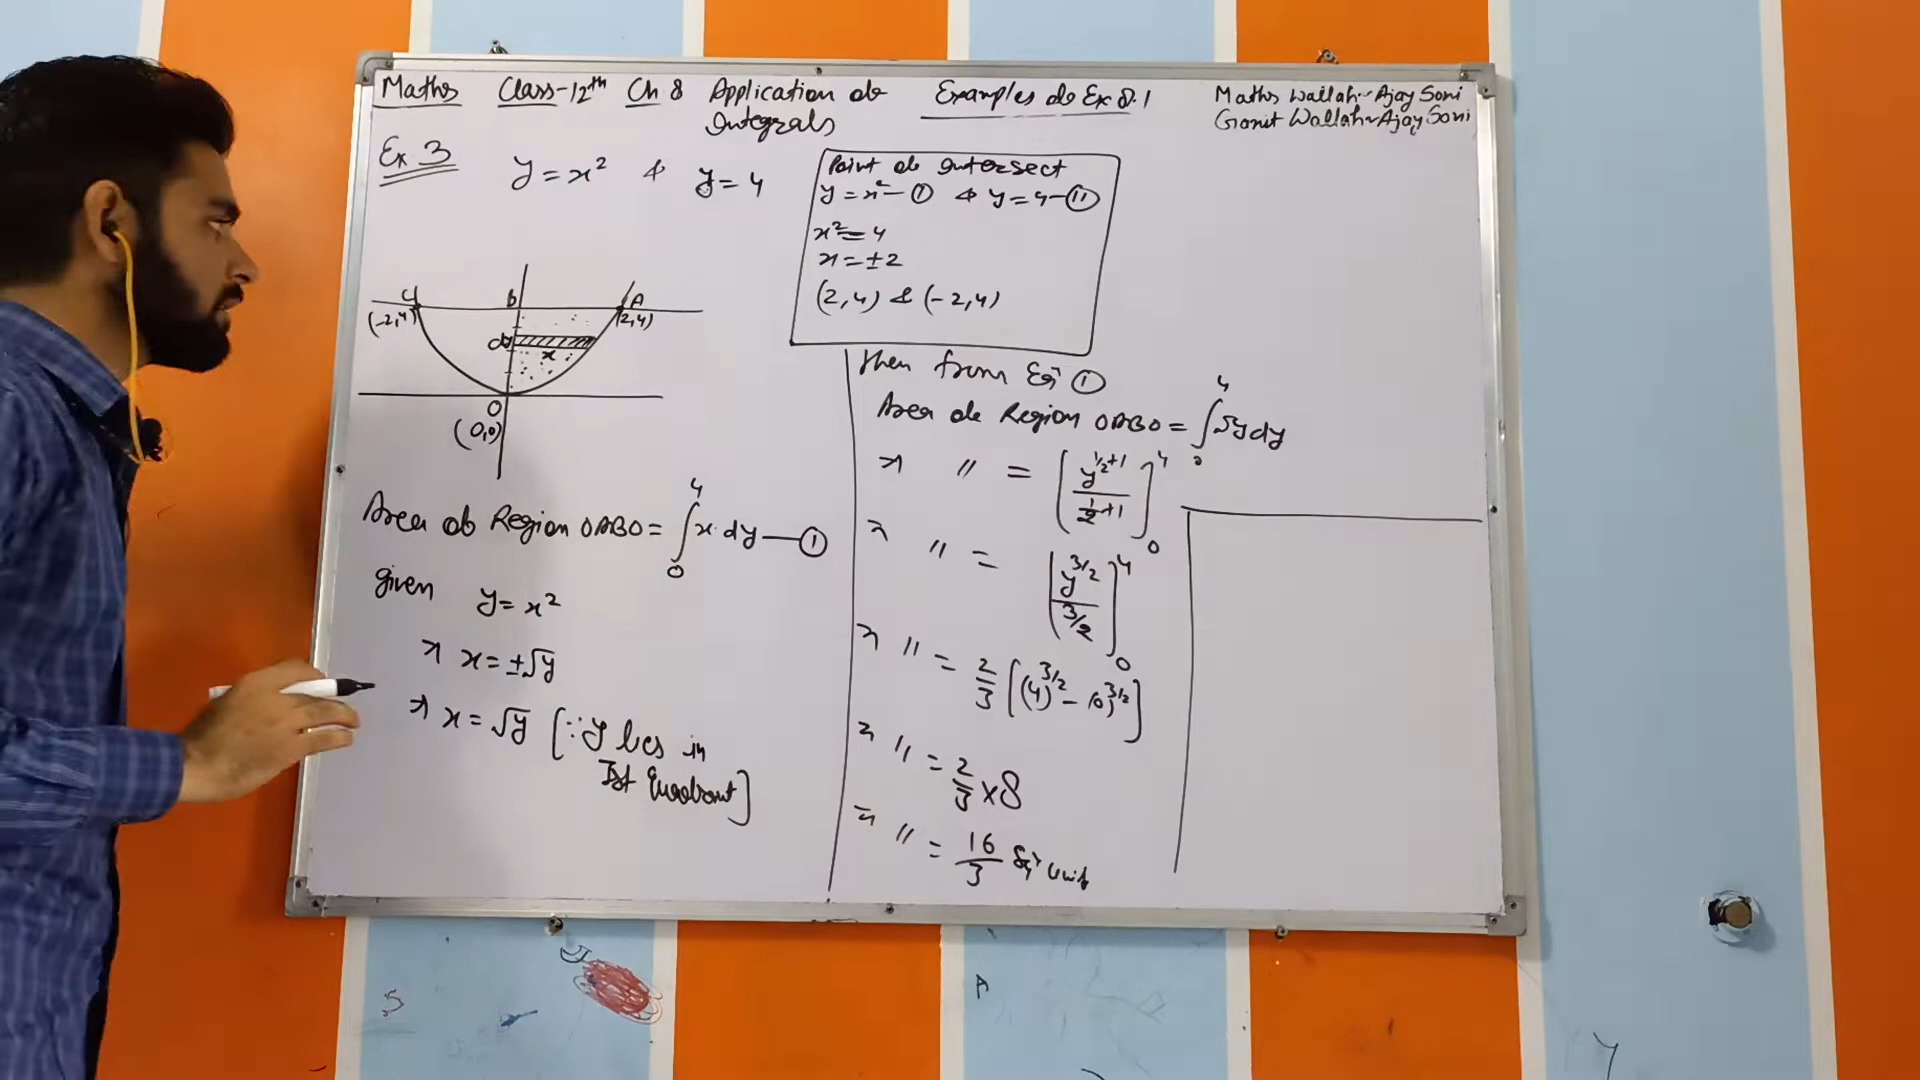 Maths Class-12th Ch 8 Application of Integrals
Examples of Ex 8.1
Maths Wallah-Ajay Soni
Ganit Wallah-Ajay Soni
Ex 3
y = x² & y = 4
Point of Intersect
y = x² — ① & y = 4 — ⑪
x² = 4
x = ±2
(2,4) & (-2,4)
C B A
(-2,4) (2,4)
dy
x
O
(0,0)
Area of Region OABO = ∫₀⁴ x·dy — ①
given y = x²
⇒ x = ±√y
⇒ x = √y [∵ y lies in
Ist Quadrant]
Then from Eqⁿ ①
Area of Region OABO = ∫₀⁴ √y dy
⇒ " = [y^(1/2+1) / (1/2+1)]₀⁴
⇒ " = [y^(3/2) / (3/2)]₀⁴
⇒ " = 2/3 [(4)^(3/2) - (0)^(3/2)]
⇒ " = 2/3 × 8
⇒ " = 16/3 Sq. unit
S
A